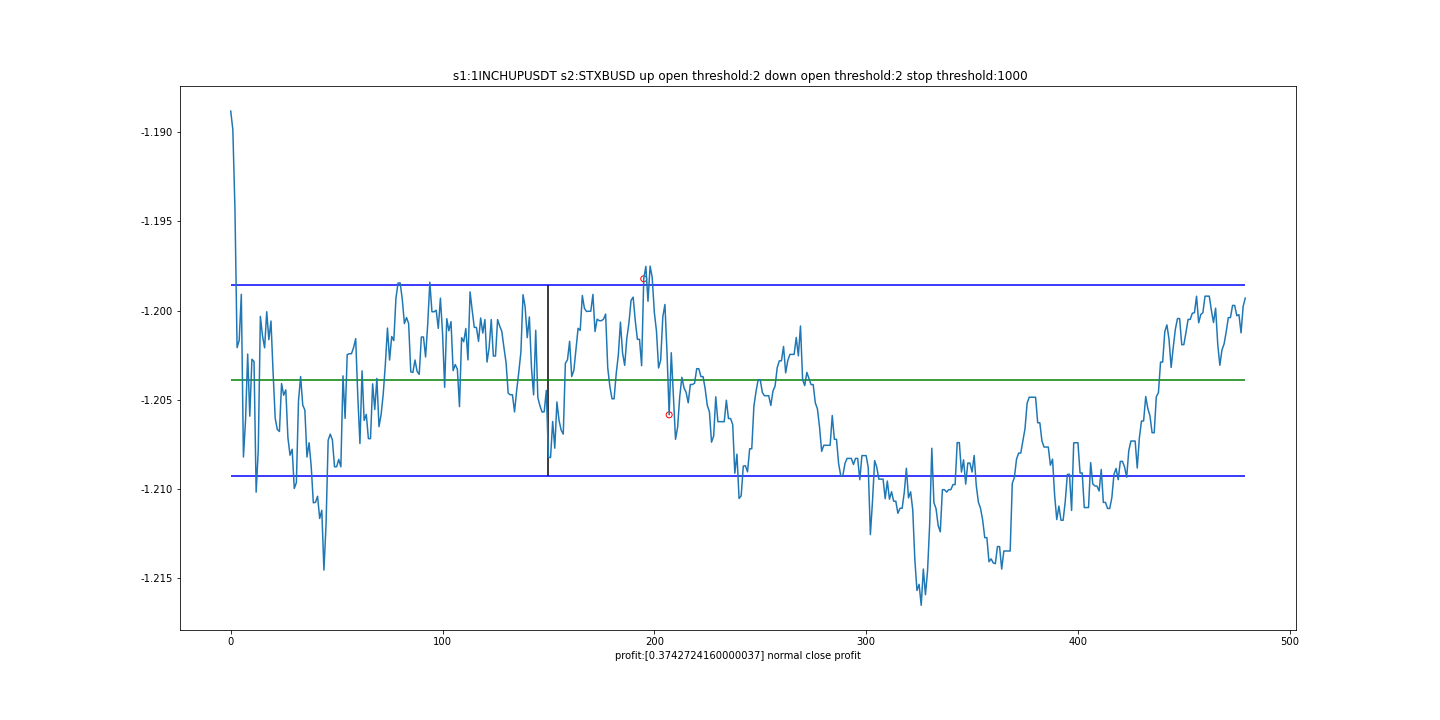 s1:1INCHUPUSDT s2:STXBUSD up open threshold:2 down open threshold:2 stop threshold:1000
-1.190
-1.195
-1.200
-1.205
-1.210
-1.215
0 100 200 300 400 500
profit:[0.3742724160000037] normal close profit